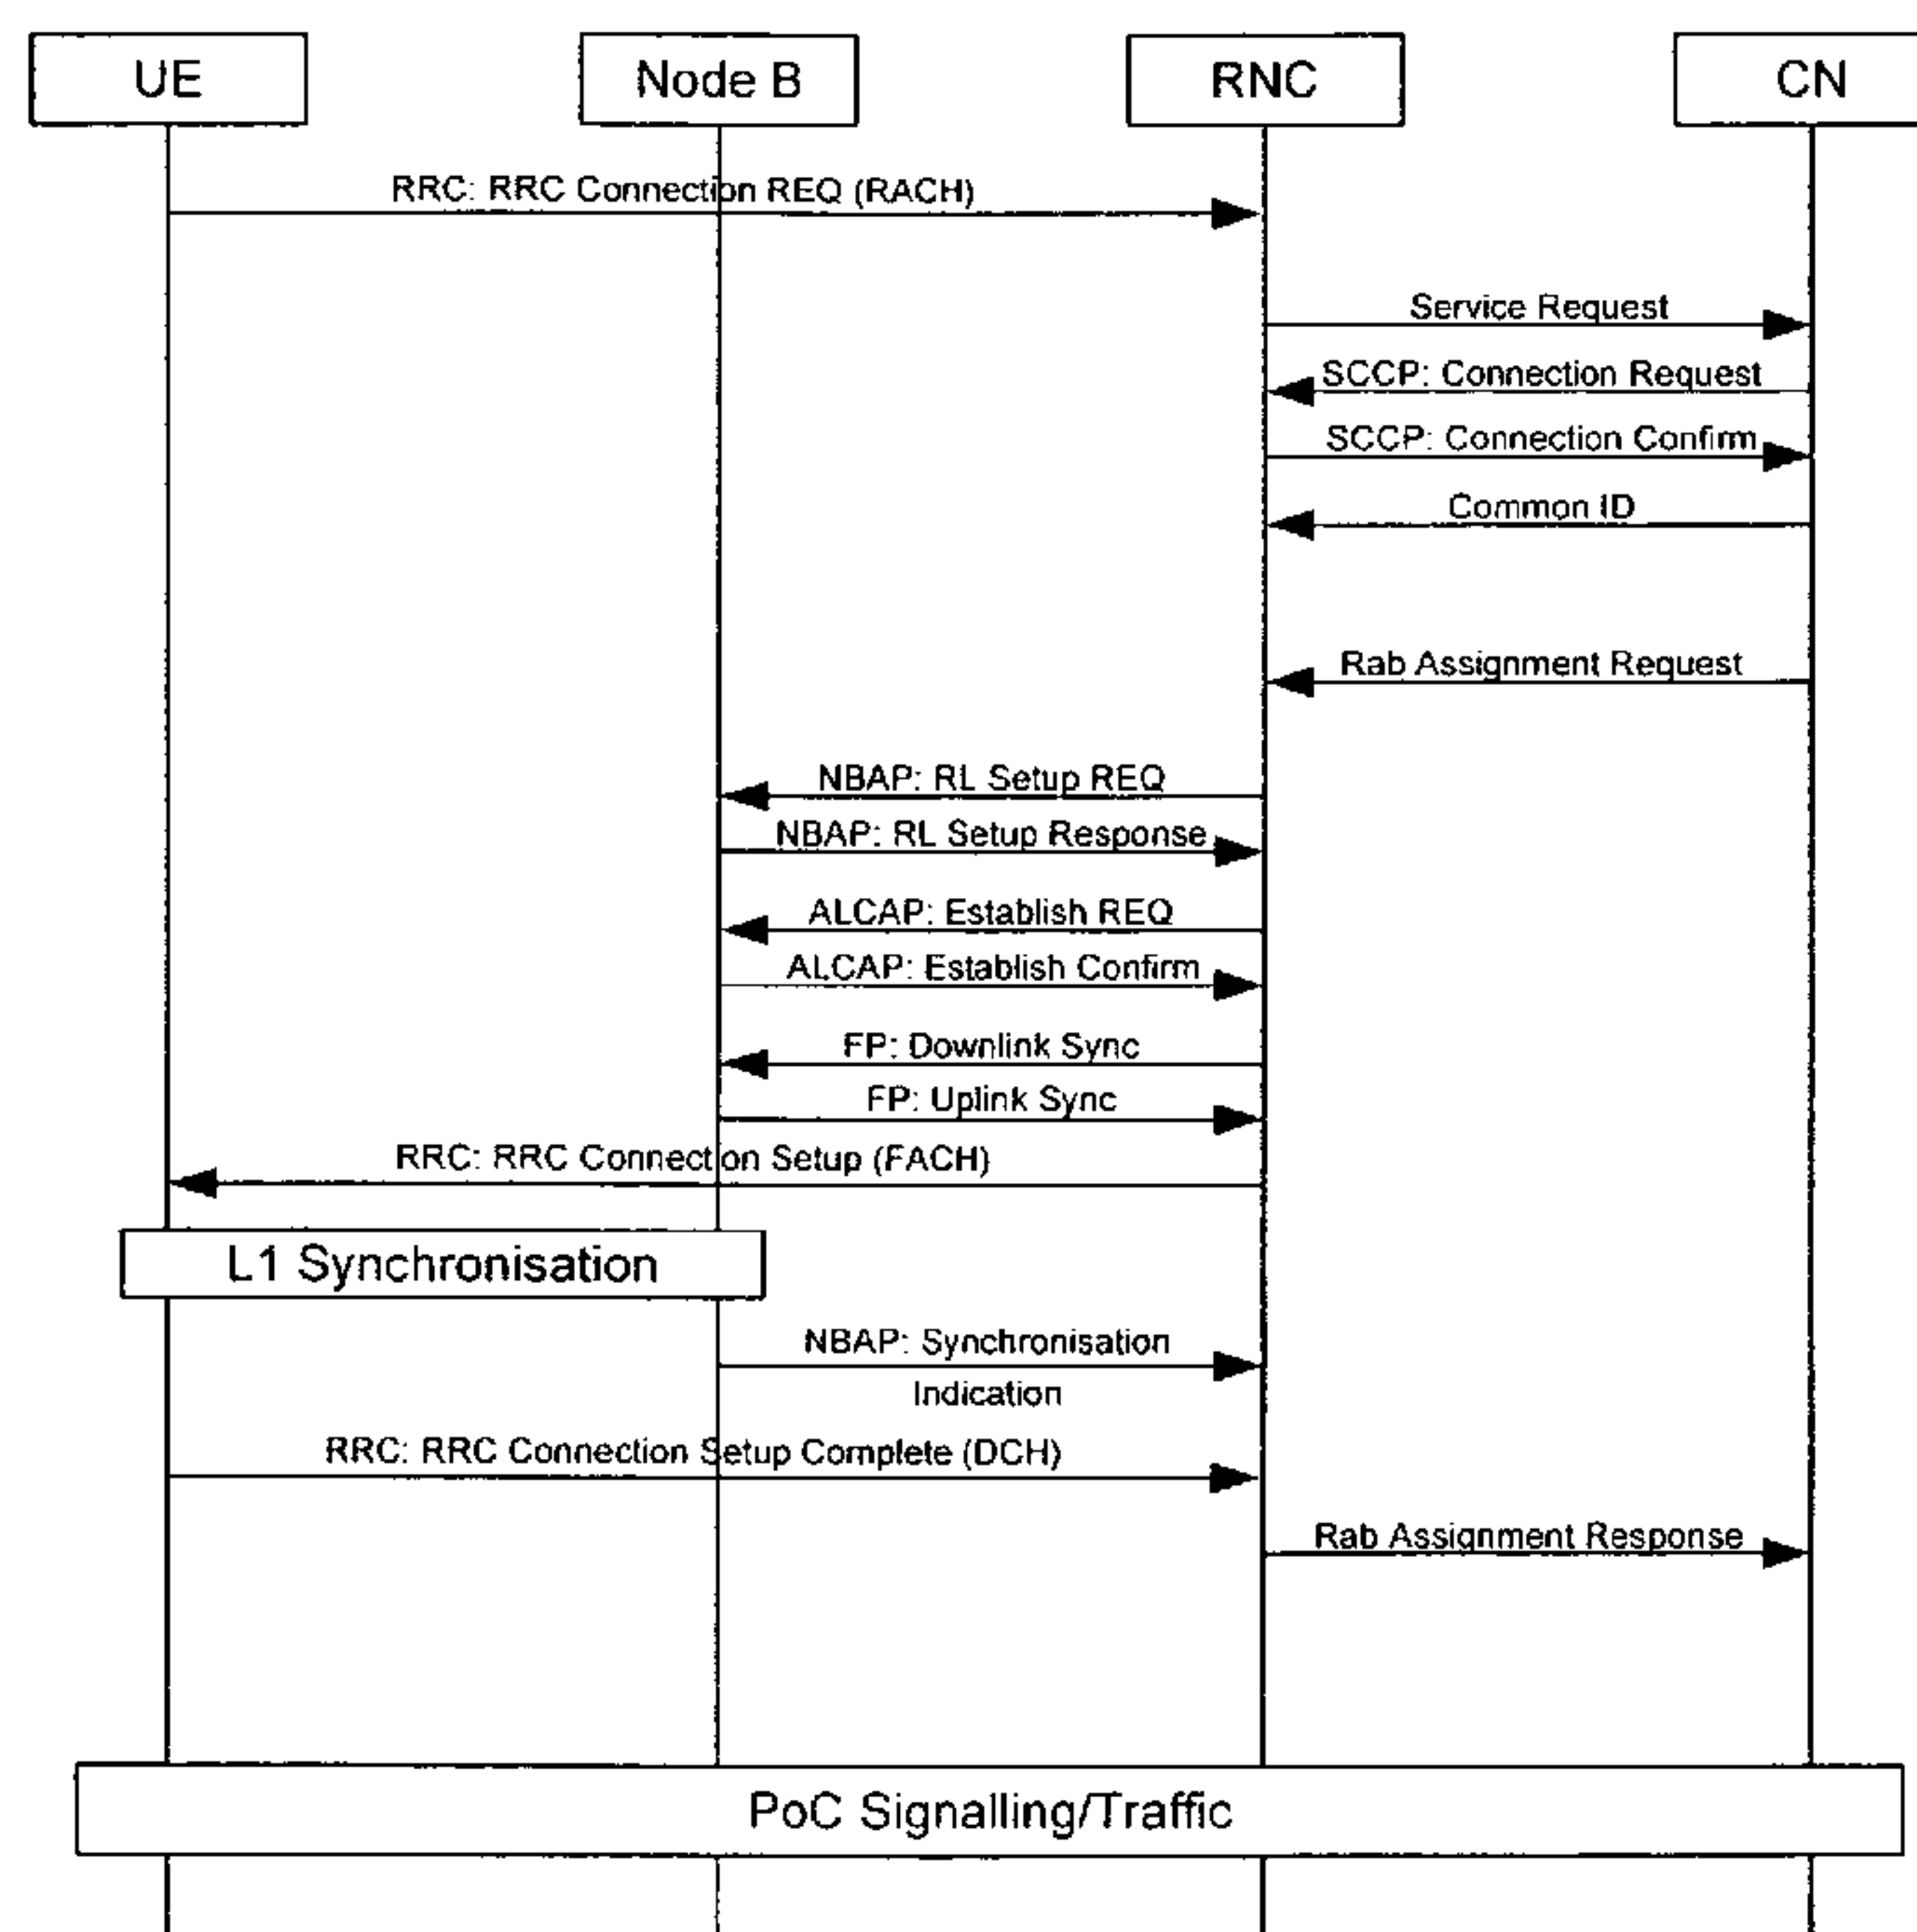 UE
Node B
RNC
CN
RRC: RRC Connection REQ (RACH)
Service Request
SCCP: Connection Request
SCCP: Connection Confirm
Common ID
Rab Assignment Request
NBAP: RL Setup REQ
NBAP: RL Setup Response
ALCAP: Establish REQ
ALCAP: Establish Confirm
FP: Downlink Sync
FP: Uplink Sync
RRC: RRC Connection Setup (FACH)
L1 Synchronisation
NBAP: Synchronisation
Indication
RRC: RRC Connection Setup Complete (DCH)
Rab Assignment Response
PoC Signalling/Traffic